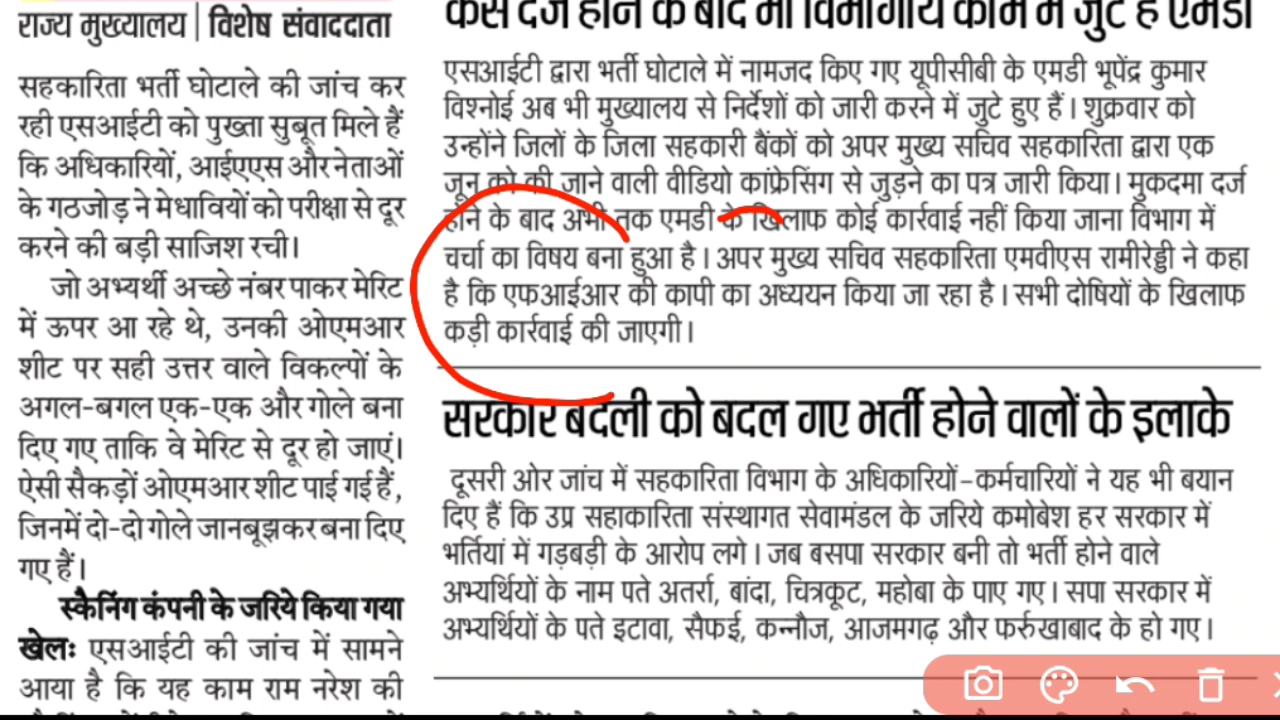 राज्य मुख्यालय | विशेष संवाददाता
सहकारिता भर्ती घोटाले की जांच कर
रही एसआईटी को पुख्ता सुबूत मिले हैं
कि अधिकारियों, आईएएस और नेताओं
के गठजोड़ ने मेधावियों को परीक्षा से दूर
करने की बड़ी साजिश रची।
जो अभ्यर्थी अच्छे नंबर पाकर मेरिट
में ऊपर आ रहे थे, उनकी ओएमआर
शीट पर सही उत्तर वाले विकल्पों के
अगल-बगल एक-एक और गोले बना
दिए गए ताकि वे मेरिट से दूर हो जाएं।
ऐसी सैकड़ों ओएमआर शीट पाई गई हैं,
जिनमें दो-दो गोले जानबूझकर बना दिए
गए हैं।
स्कैनिंग कंपनी के जरिये किया गया
खेलः एसआईटी की जांच में सामने
आया है कि यह काम राम नरेश की
केस दर्ज होने के बाद भी विभागीय काम में जुटे हैं एमडी
एसआईटी द्वारा भर्ती घोटाले में नामजद किए गए यूपीसीबी के एमडी भूपेंद्र कुमार
विश्नोई अब भी मुख्यालय से निर्देशों को जारी करने में जुटे हुए हैं। शुक्रवार को
उन्होंने जिलों के जिला सहकारी बैंकों को अपर मुख्य सचिव सहकारिता द्वारा एक
जून को की जाने वाली वीडियो कांफ्रेसिंग से जुड़ने का पत्र जारी किया। मुकदमा दर्ज
होने के बाद अभी तक एमडी के खिलाफ कोई कार्रवाई नहीं किया जाना विभाग में
चर्चा का विषय बना हुआ है। अपर मुख्य सचिव सहकारिता एमवीएस रामीरेड्डी ने कहा
है कि एफआईआर की कापी का अध्ययन किया जा रहा है। सभी दोषियों के खिलाफ
कड़ी कार्रवाई की जाएगी।
सरकार बदली को बदल गए भर्ती होने वालों के इलाके
दूसरी ओर जांच में सहकारिता विभाग के अधिकारियों-कर्मचारियों ने यह भी बयान
दिए हैं कि उप्र सहाकारिता संस्थागत सेवामंडल के जरिये कमोबेश हर सरकार में
भर्तियां में गड़बड़ी के आरोप लगे। जब बसपा सरकार बनी तो भर्ती होने वाले
अभ्यर्थियों के नाम पते अतर्रा, बांदा, चित्रकूट, महोबा के पाए गए। सपा सरकार में
अभ्यर्थियों के पते इटावा, सैफई, कन्नौज, आजमगढ़ और फर्रुखाबाद के हो गए।